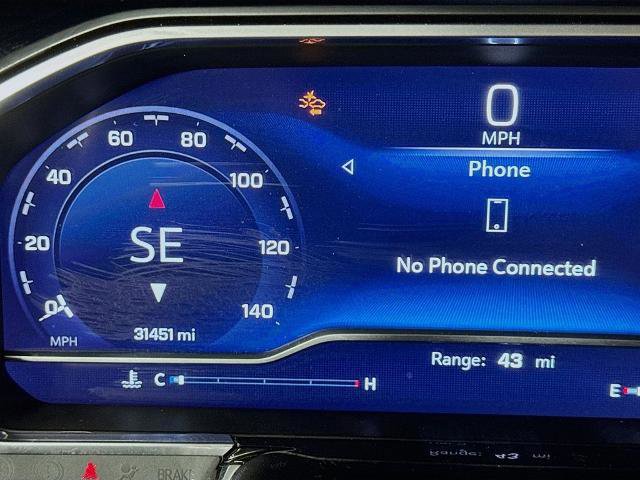 0
MPH
60 80
40 100
Phone
SE
20 120
No Phone Connected
0 140
31451 mi
MPH
Range: 43 mi
C H
E
BRAKE